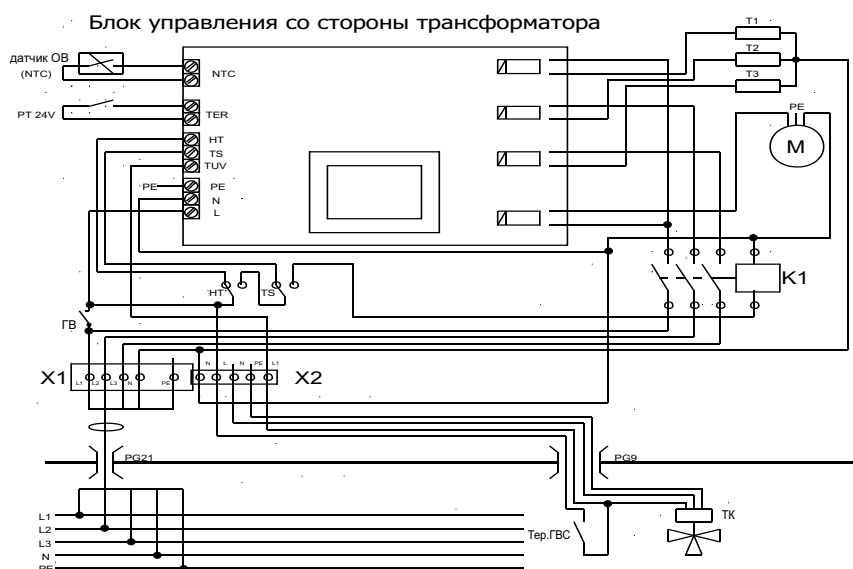 Блок управления со стороны трансформатора
T1
T2
T3
датчик ОВ
(NTC)
NTC
PT 24V
TER
HT
TS
TUV
PE
PE
N
L
PE
M
HT
TS
K1
ГВ
X1
L1
L2
L3
N
PE
N
L
N
PE
L1
X2
PG21
PG9
L1
L2
L3
N
PE
Тер.ГВС
ТК